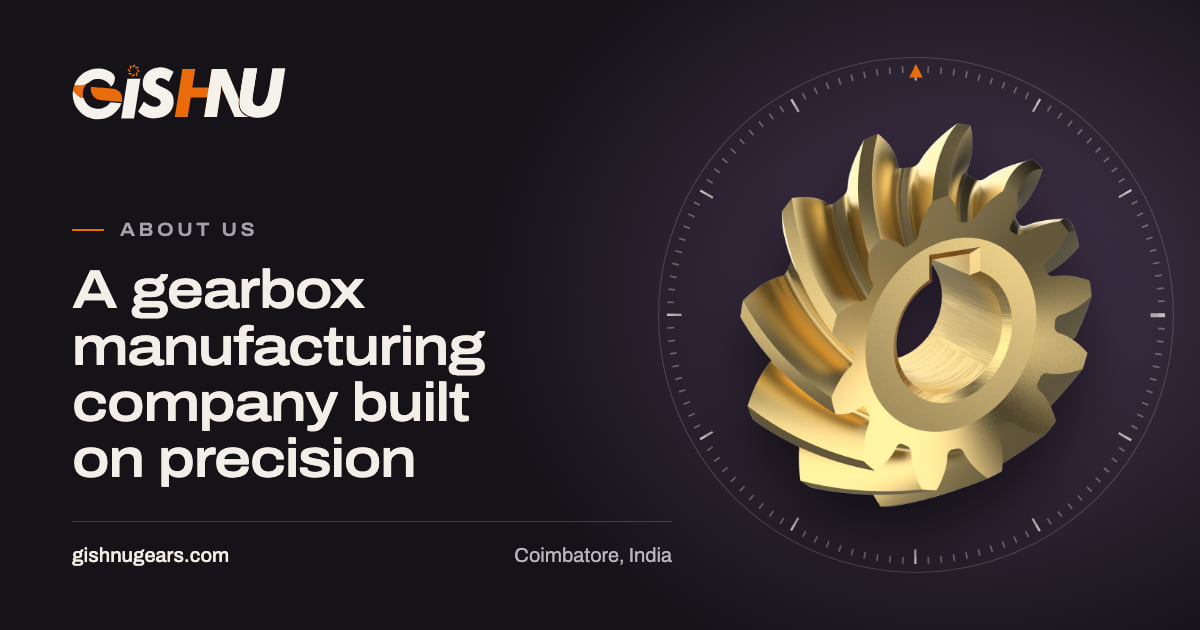 GiSHNU
ABOUT US
A gearbox
manufacturing
company built
on precision
gishnugears.com
Coimbatore, India